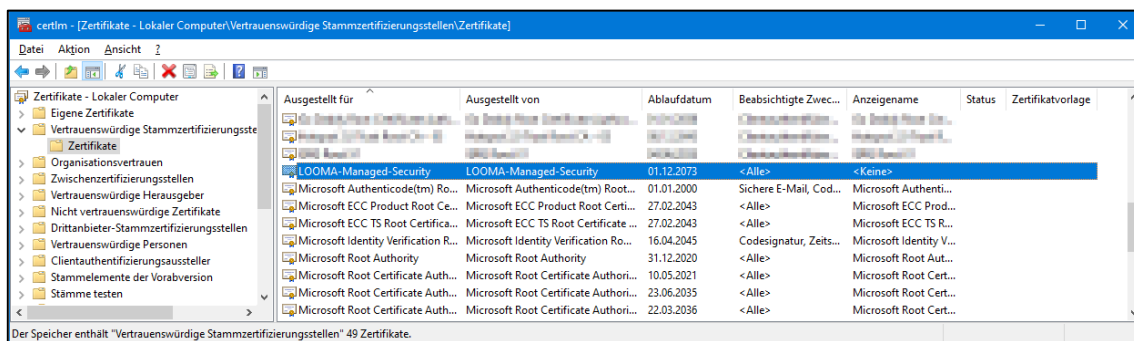 certlm - [Zertifikate - Lokaler Computer\Vertrauenswürdige Stammzertifizierungsstellen\Zertifikate]
Datei Aktion Ansicht ?
Zertifikate - Lokaler Computer
Eigene Zertifikate
Vertrauenswürdige Stammzertifizierungsste
Zertifikate
Organisationsvertrauen
Zwischenzertifizierungsstellen
Vertrauenswürdige Herausgeber
Nicht vertrauenswürdige Zertifikate
Drittanbieter-Stammzertifizierungsstellen
Vertrauenswürdige Personen
Clientauthentifizierungsaussteller
Stammelemente der Vorabversion
Stämme testen
Ausgestellt für Ausgestellt von Ablaufdatum Beabsichtigte Zwec... Anzeigename Status Zertifikatvorlage
LOOMA-Managed-Security LOOMA-Managed-Security 01.12.2073 <Alle> <Keine>
Microsoft Authenticode(tm) Ro... Microsoft Authenticode(tm) Root... 01.01.2000 Sichere E-Mail, Cod... Microsoft Authenti...
Microsoft ECC Product Root Ce... Microsoft ECC Product Root Certi... 27.02.2043 <Alle> Microsoft ECC Prod...
Microsoft ECC TS Root Certifica... Microsoft ECC TS Root Certificate ... 27.02.2043 <Alle> Microsoft ECC TS R...
Microsoft Identity Verification R... Microsoft Identity Verification Ro... 16.04.2045 Codesignatur, Zeits... Microsoft Identity V...
Microsoft Root Authority Microsoft Root Authority 31.12.2020 <Alle> Microsoft Root Aut...
Microsoft Root Certificate Auth... Microsoft Root Certificate Authori... 10.05.2021 <Alle> Microsoft Root Cert...
Microsoft Root Certificate Auth... Microsoft Root Certificate Authori... 23.06.2035 <Alle> Microsoft Root Cert...
Microsoft Root Certificate Auth... Microsoft Root Certificate Authori... 22.03.2036 <Alle> Microsoft Root Cert...
Der Speicher enthält "Vertrauenswürdige Stammzertifizierungsstellen" 49 Zertifikate.